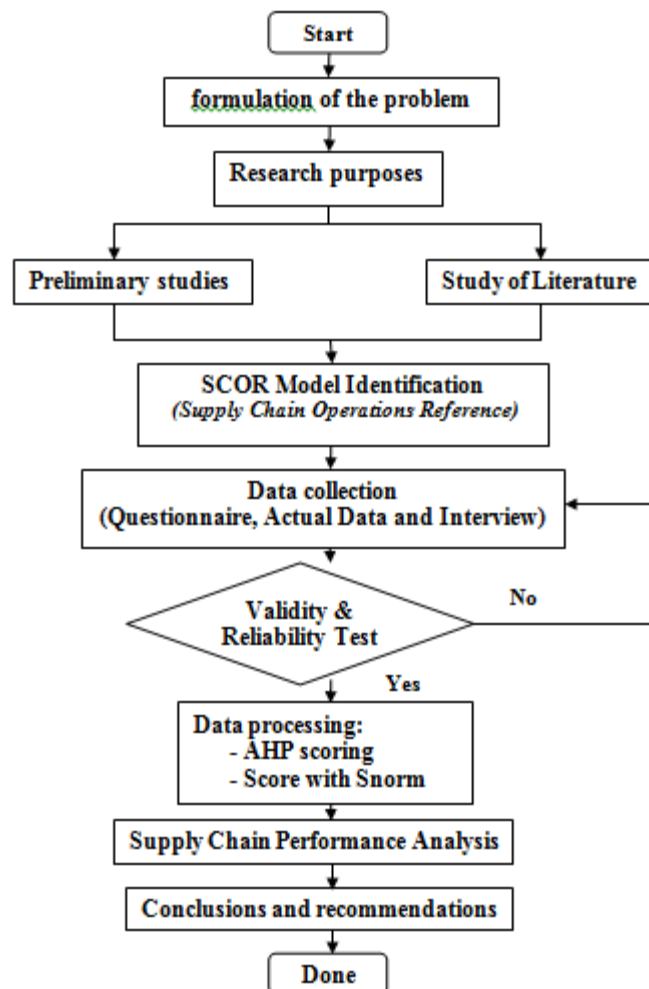 Start
formulation of the problem
Research purposes
Preliminary studies
Study of Literature
SCOR Model Identification
(Supply Chain Operations Reference)
Data collection
(Questionnaire, Actual Data and Interview)
Validity &
Reliability Test
No
Yes
Data processing:
- AHP scoring
- Score with Snorm
Supply Chain Performance Analysis
Conclusions and recommendations
Done